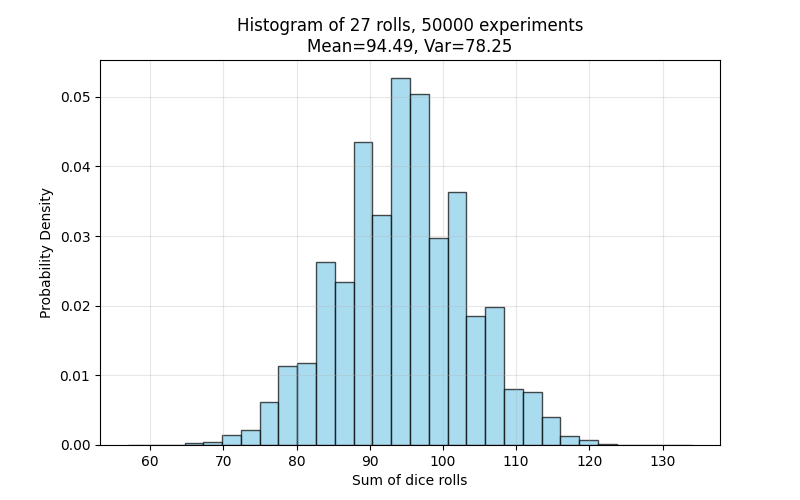 Histogram of 27 rolls, 50000 experiments
Mean=94.49, Var=78.25
0.05
0.04
0.03
0.02
0.01
0.00
Probability Density
60 70 80 90 100 110 120 130
Sum of dice rolls